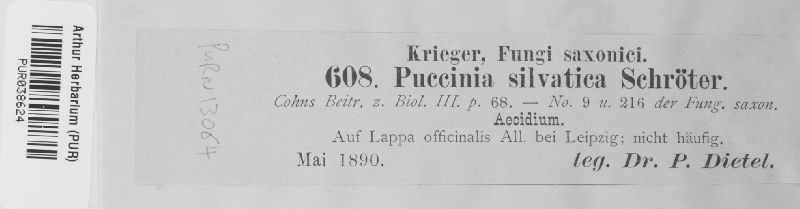 Arthur Herbarium (PUR)
PUR038624
PURN13064
Krieger, Fungi saxonici.
608. Puccinia silvatica Schröter.
Cohns Beitr. z. Biol. III. p. 68. — No. 9 u. 216 der Fung. saxon.
Aecidium.
Auf Lappa officinalis All. bei Leipzig; nicht häufig.
Mai 1890. leg. Dr. P. Dietel.